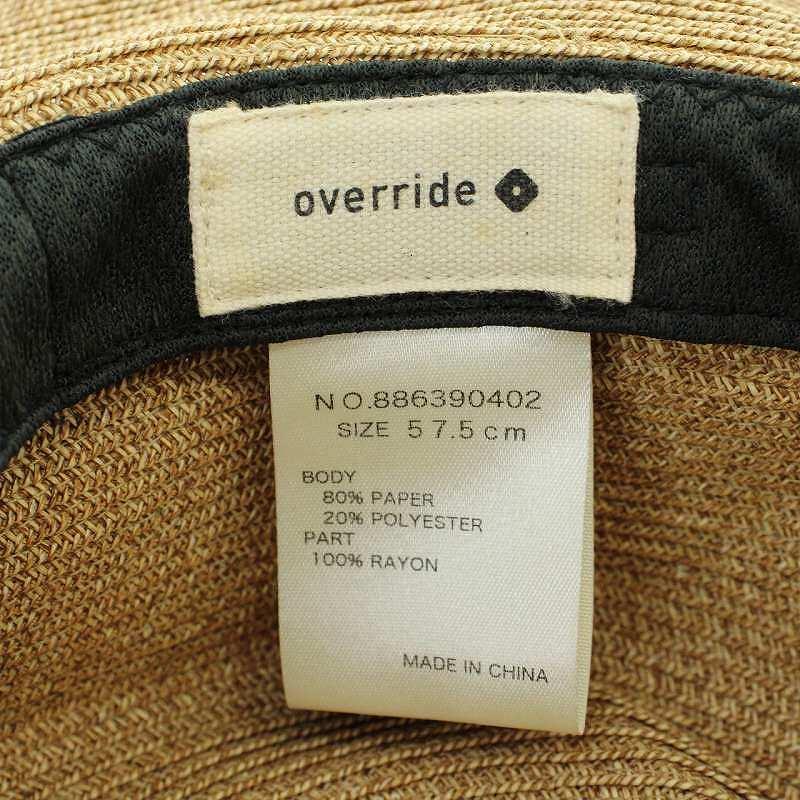 override
NO.886390402
SIZE 57.5cm
BODY
80% PAPER
20% POLYESTER
PART
100% RAYON
MADE IN CHINA